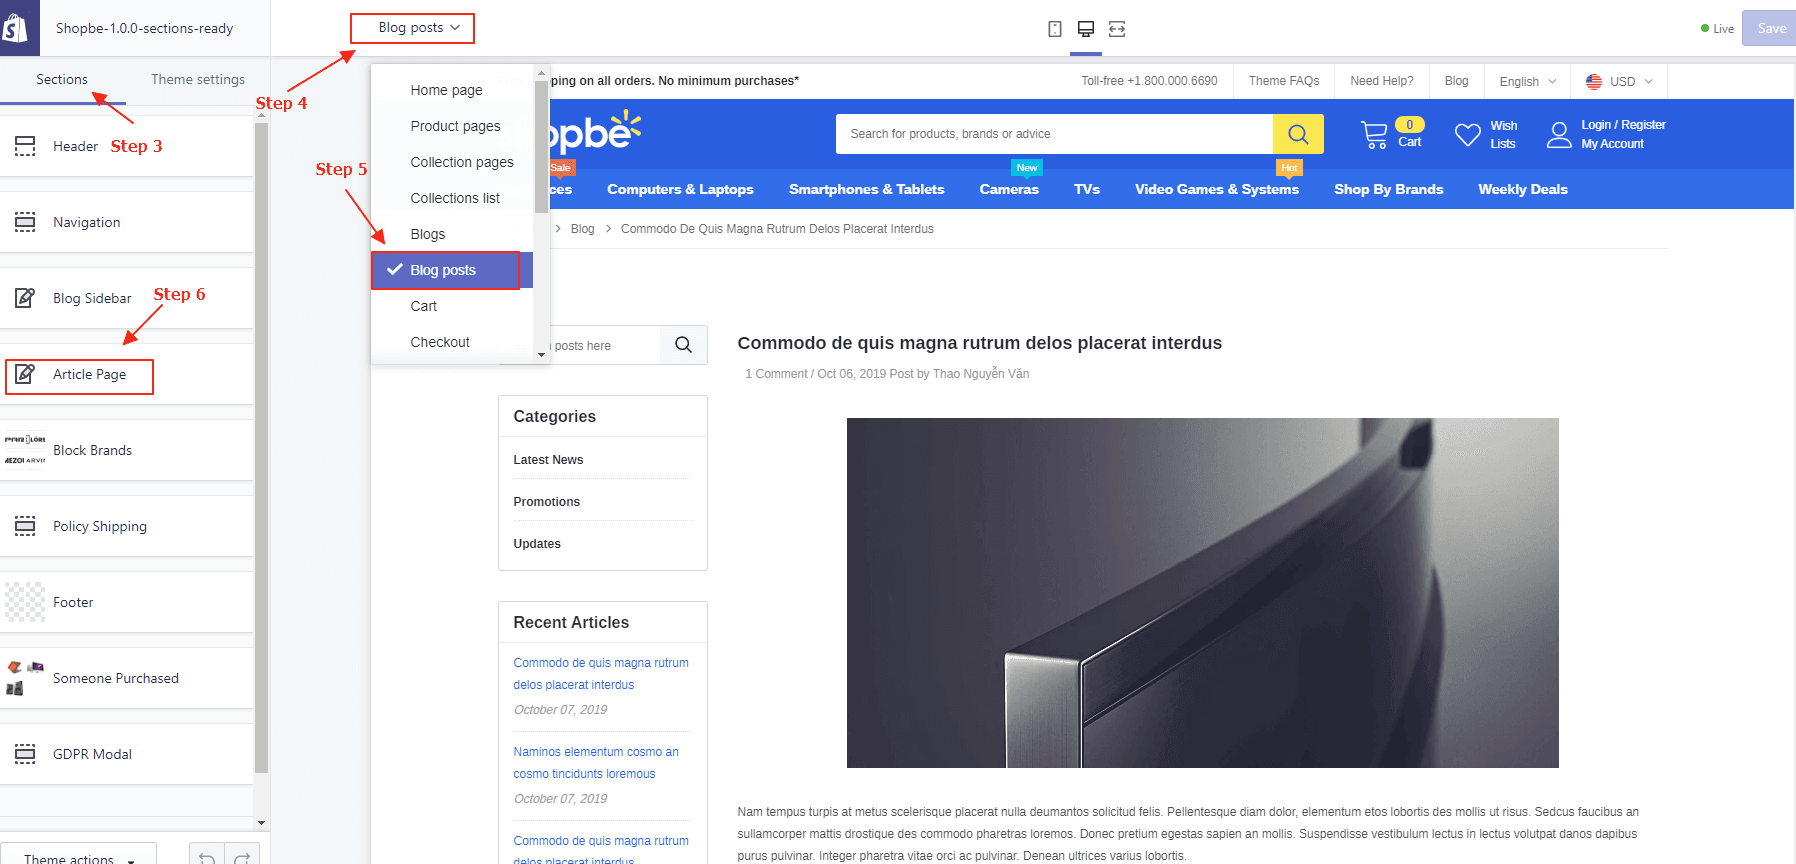 Shopbe-1.0.0-sections-ready
Blog posts
Live
Save
Sections
Theme settings
Step 4
Step 3
Header
Navigation
Blog Sidebar
Step 6
Article Page
Block Brands
Policy Shipping
Footer
Someone Purchased
GDPR Modal
Theme actions
Step 5
Home page
Product pages
Collection pages
Collections list
Blogs
Blog posts
Cart
Checkout
on all orders. No minimum purchases*
Toll-free +1.800.000.6690
Theme FAQs
Need Help?
Blog
English
USD
Search for products, brands or advice
0
Cart
Wish
Lists
Login / Register
My Account
Sale
New
Hot
Computers & Laptops
Smartphones & Tablets
Cameras
TVs
Video Games & Systems
Shop By Brands
Weekly Deals
Blog
Commodo De Quis Magna Rutrum Delos Placerat Interdus
posts here
Categories
Latest News
Promotions
Updates
Recent Articles
Commodo de quis magna rutrum
delos placerat interdus
October 07, 2019
Naminos elementum cosmo an
cosmo tincidunts loremous
October 07, 2019
Commodo de quis magna rutrum
delos placerat interdus
Commodo de quis magna rutrum delos placerat interdus
1 Comment / Oct 06, 2019 Post by Thao Nguyễn Văn
Nam tempus turpis at metus scelerisque placerat nulla deumantos solicitud felis. Pellentesque diam dolor, elementum etos lobortis des mollis ut risus. Sedcus faucibus an
sullamcorper mattis drostique des commodo pharetras loremos. Donec pretium egestas sapien an mollis. Suspendisse vestibulum lectus in lectus volutpat danos dapibus
purus pulvinar. Integer pharetra vitae orci ac pulvinar. Denean ultrices varius lobortis.